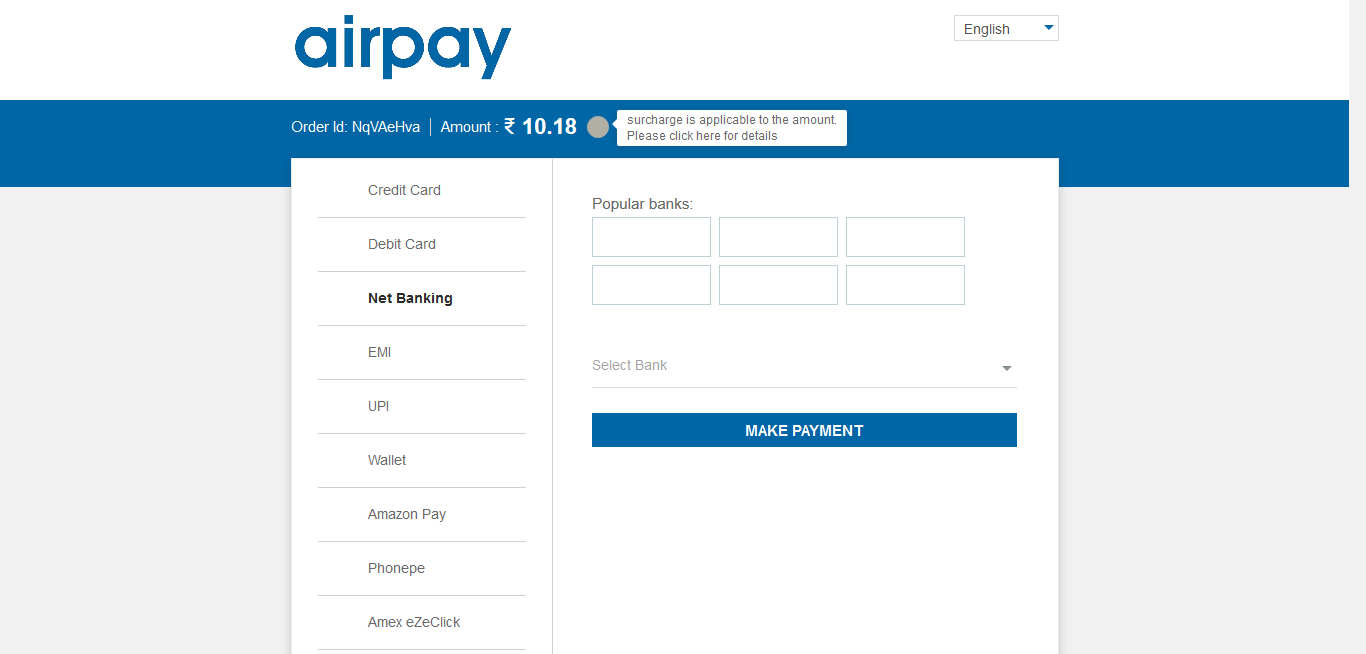 airpay
English
Order Id: NqVAeHva
Amount : ₹ 10.18
surcharge is applicable to the amount.
Please click here for details
Credit Card
Debit Card
Net Banking
EMI
UPI
Wallet
Amazon Pay
Phonepe
Amex eZeClick
Popular banks:
Select Bank
MAKE PAYMENT